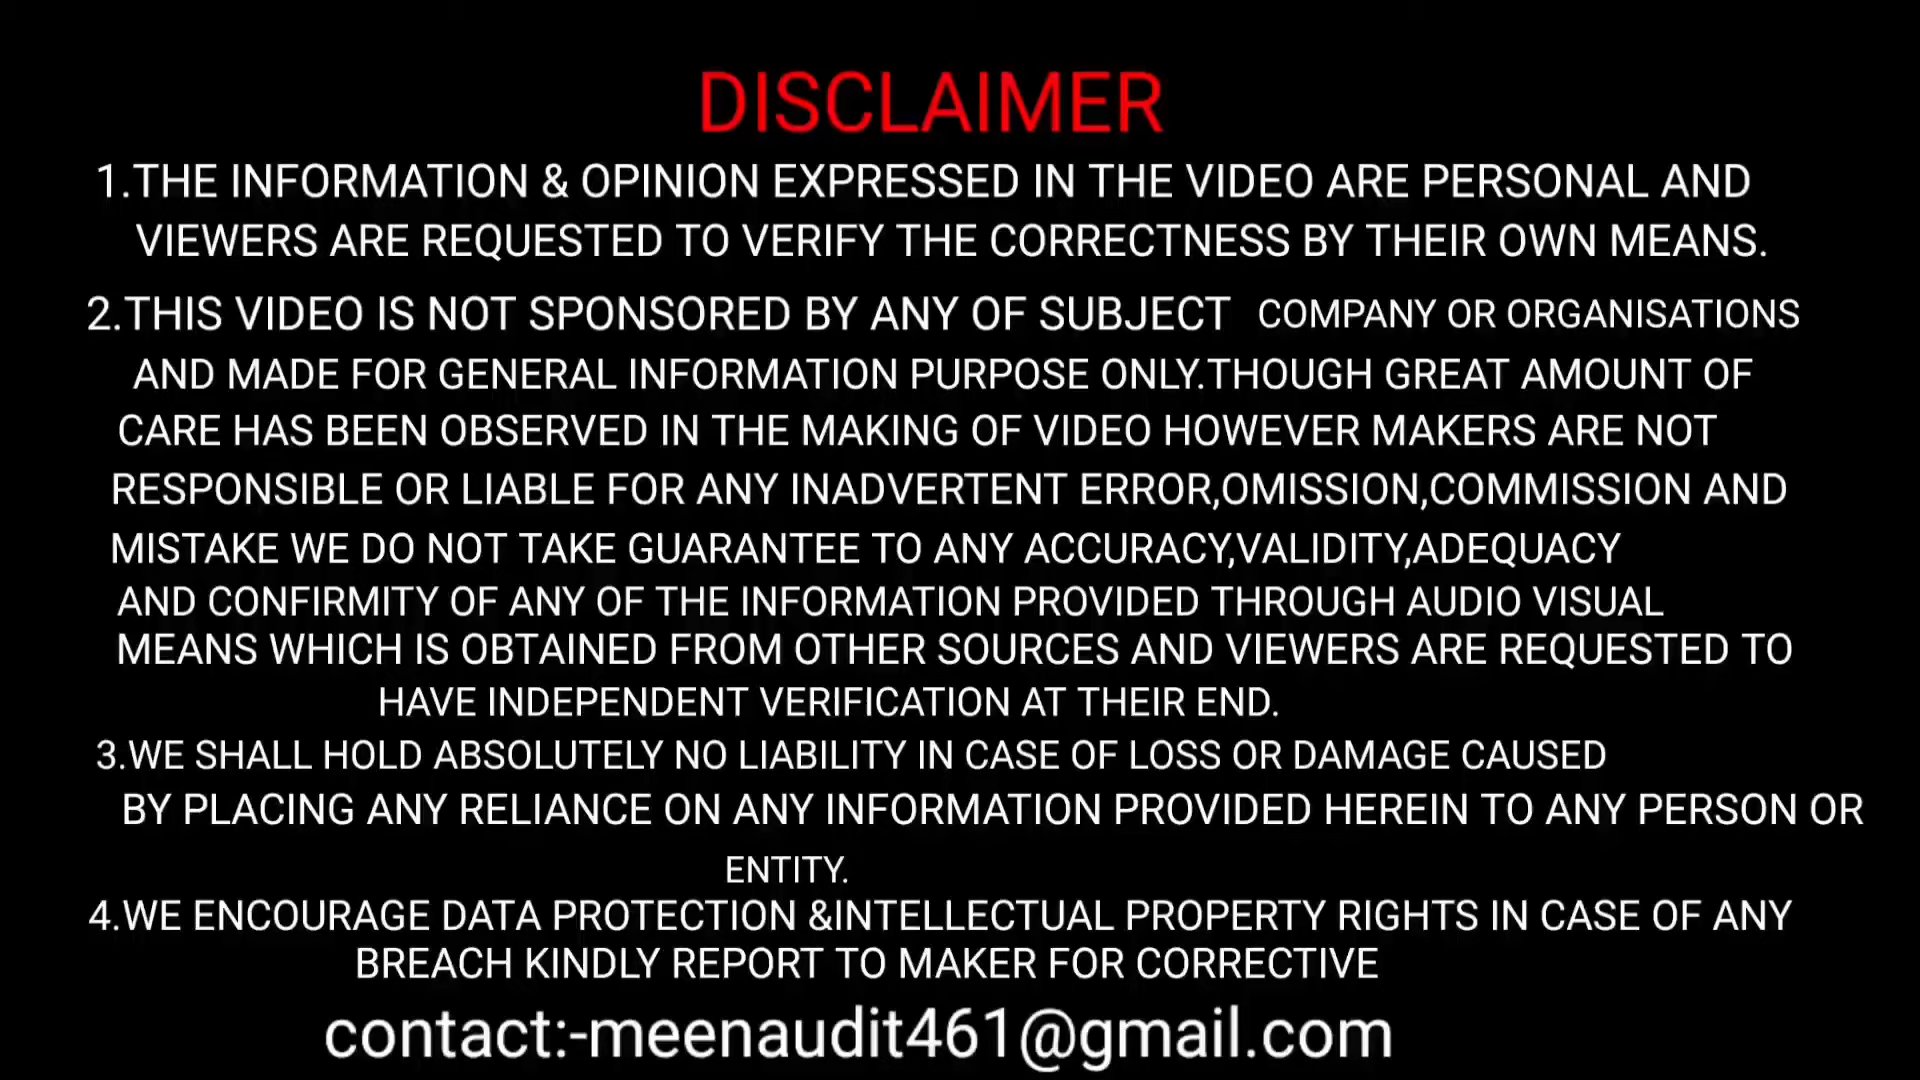 DISCLAIMER
1.THE INFORMATION & OPINION EXPRESSED IN THE VIDEO ARE PERSONAL AND
VIEWERS ARE REQUESTED TO VERIFY THE CORRECTNESS BY THEIR OWN MEANS.
2.THIS VIDEO IS NOT SPONSORED BY ANY OF SUBJECT COMPANY OR ORGANISATIONS
AND MADE FOR GENERAL INFORMATION PURPOSE ONLY.THOUGH GREAT AMOUNT OF
CARE HAS BEEN OBSERVED IN THE MAKING OF VIDEO HOWEVER MAKERS ARE NOT
RESPONSIBLE OR LIABLE FOR ANY INADVERTENT ERROR,OMISSION,COMMISSION AND
MISTAKE WE DO NOT TAKE GUARANTEE TO ANY ACCURACY,VALIDITY,ADEQUACY
AND CONFIRMITY OF ANY OF THE INFORMATION PROVIDED THROUGH AUDIO VISUAL
MEANS WHICH IS OBTAINED FROM OTHER SOURCES AND VIEWERS ARE REQUESTED TO
HAVE INDEPENDENT VERIFICATION AT THEIR END.
3.WE SHALL HOLD ABSOLUTELY NO LIABILITY IN CASE OF LOSS OR DAMAGE CAUSED
BY PLACING ANY RELIANCE ON ANY INFORMATION PROVIDED HEREIN TO ANY PERSON OR
ENTITY.
4.WE ENCOURAGE DATA PROTECTION &INTELLECTUAL PROPERTY RIGHTS IN CASE OF ANY
BREACH KINDLY REPORT TO MAKER FOR CORRECTIVE
contact:-meenaudit461@gmail.com